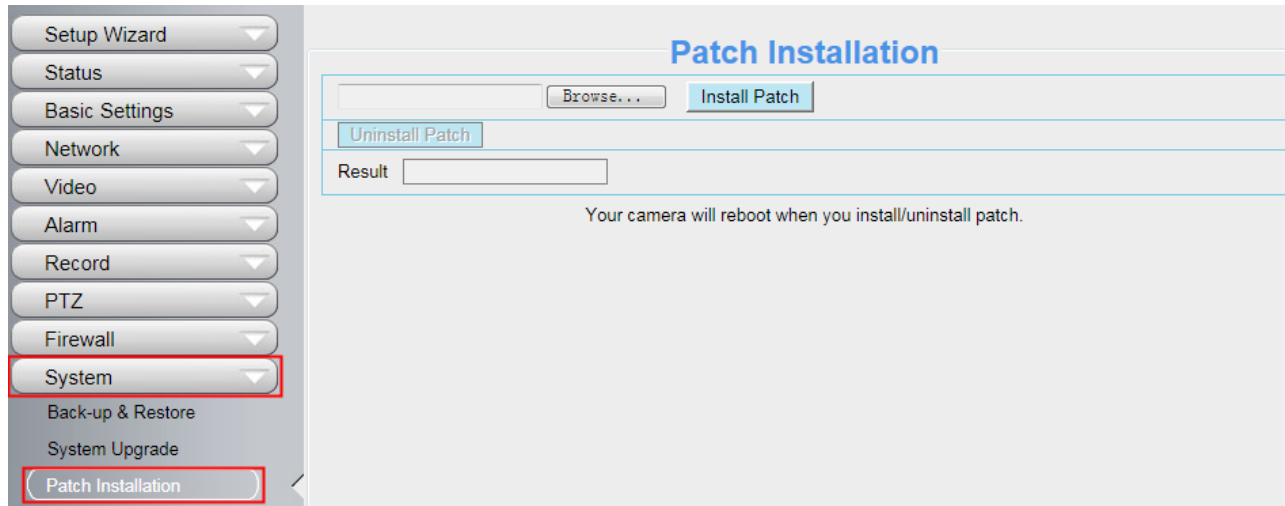 Setup Wizard
Status
Basic Settings
Network
Video
Alarm
Record
PTZ
Firewall
System
Back-up & Restore
System Upgrade
Patch Installation
Patch Installation
Browse... Install Patch
Uninstall Patch
Result
Your camera will reboot when you install/uninstall patch.